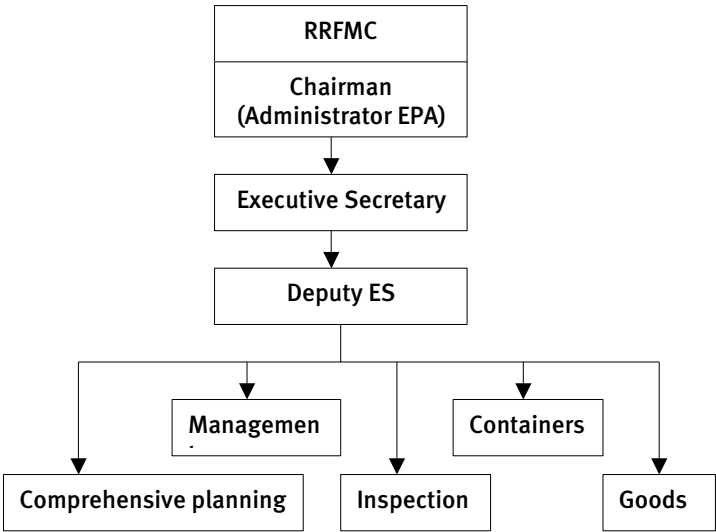 RRFMC
Chairman
(Administrator EPA)
Executive Secretary
Deputy ES
Managemen
Containers
Comprehensive planning
Inspection
Goods